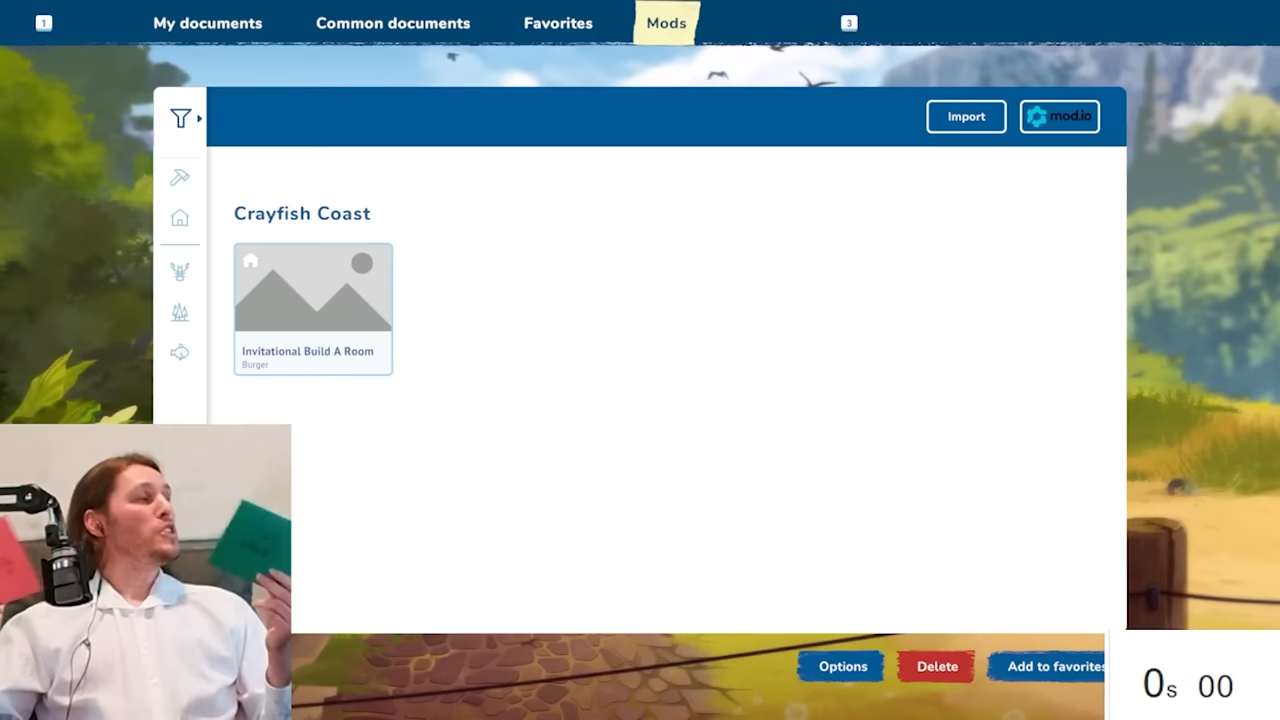 1
My documents
Common documents
Favorites
Mods
3
Import
mod.io
Crayfish Coast
Invitational Build A Room
Burger
Options
Delete
Add to favorites
0s 00